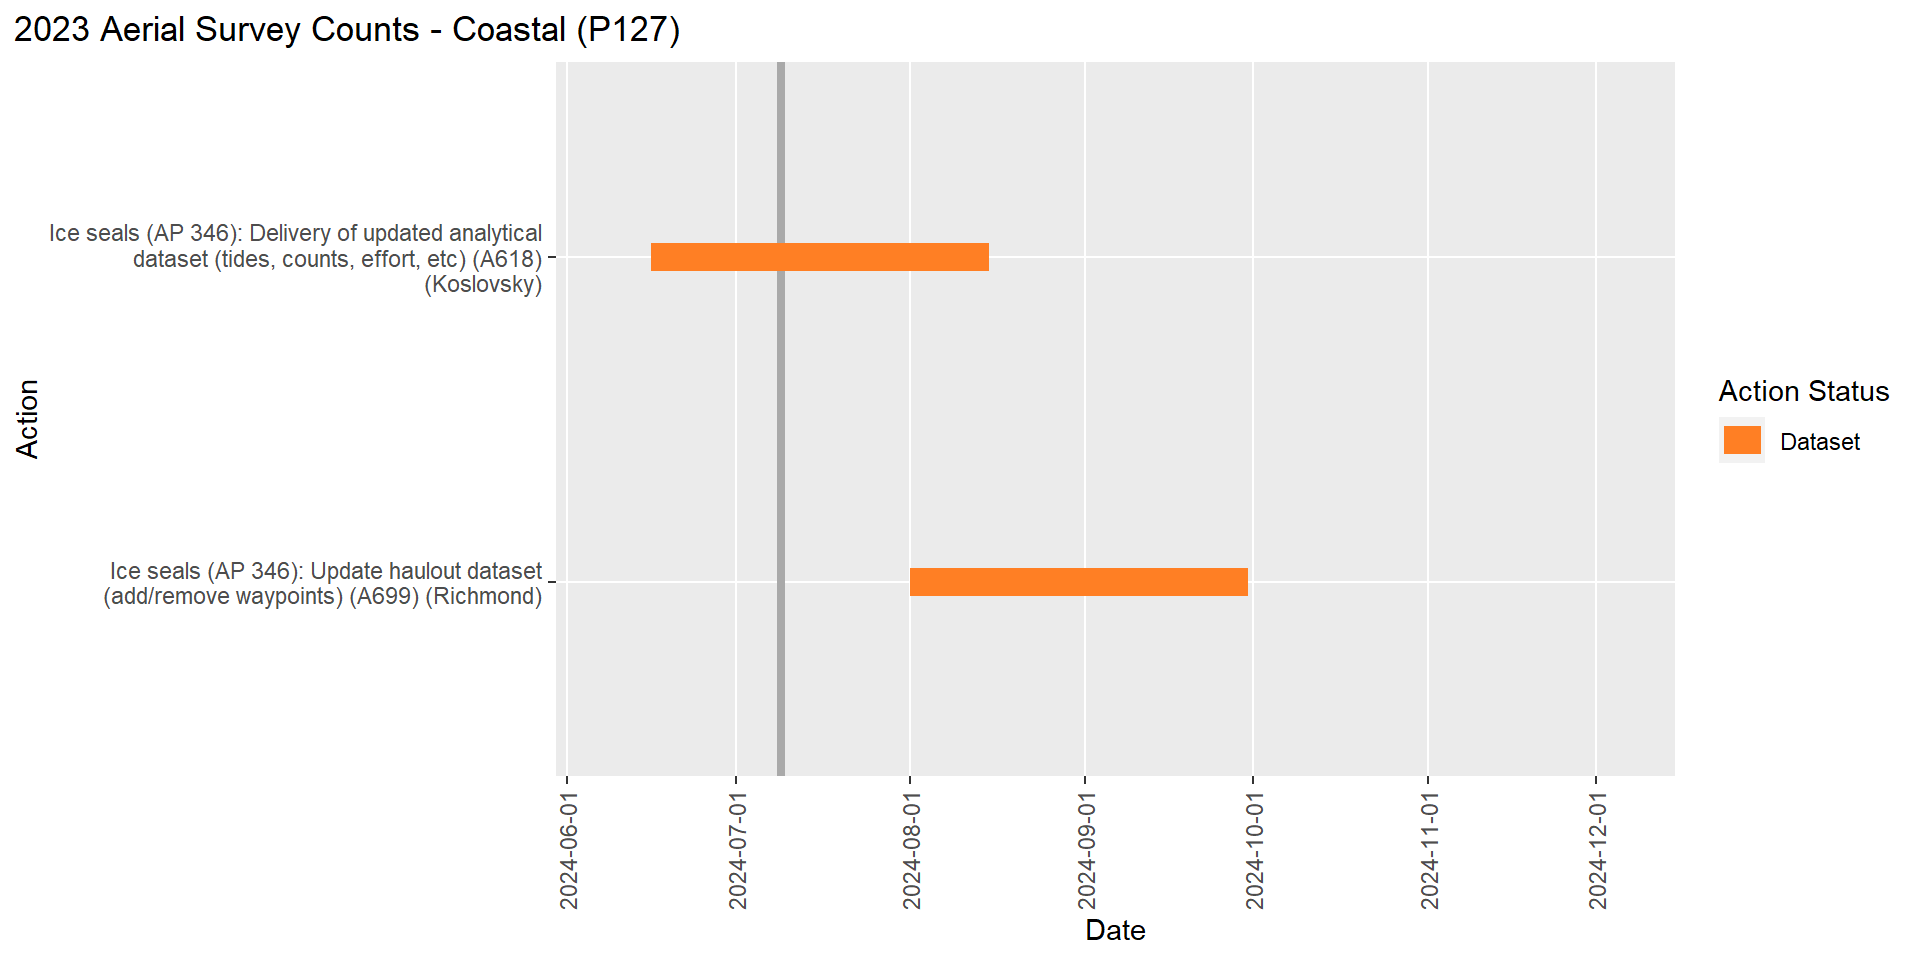 2023 Aerial Survey Counts - Coastal (P127)
Action
Ice seals (AP 346): Delivery of updated analytical
dataset (tides, counts, effort, etc) (A618)
(Koslovsky)
Ice seals (AP 346): Update haulout dataset
(add/remove waypoints) (A699) (Richmond)
2024-06-01
2024-07-01
2024-08-01
2024-09-01
2024-10-01
2024-11-01
2024-12-01
Date
Action Status
Dataset